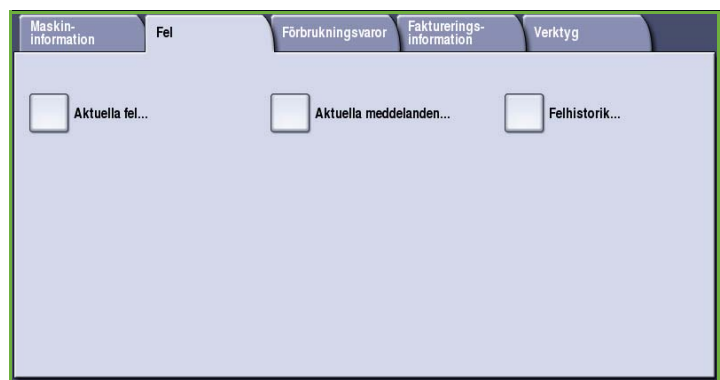 Maskin-
information
Fel
Förbrukningsvaror
Fakturerings-
information
Verktyg
Aktuella fel...
Aktuella meddelanden...
Felhistorik...